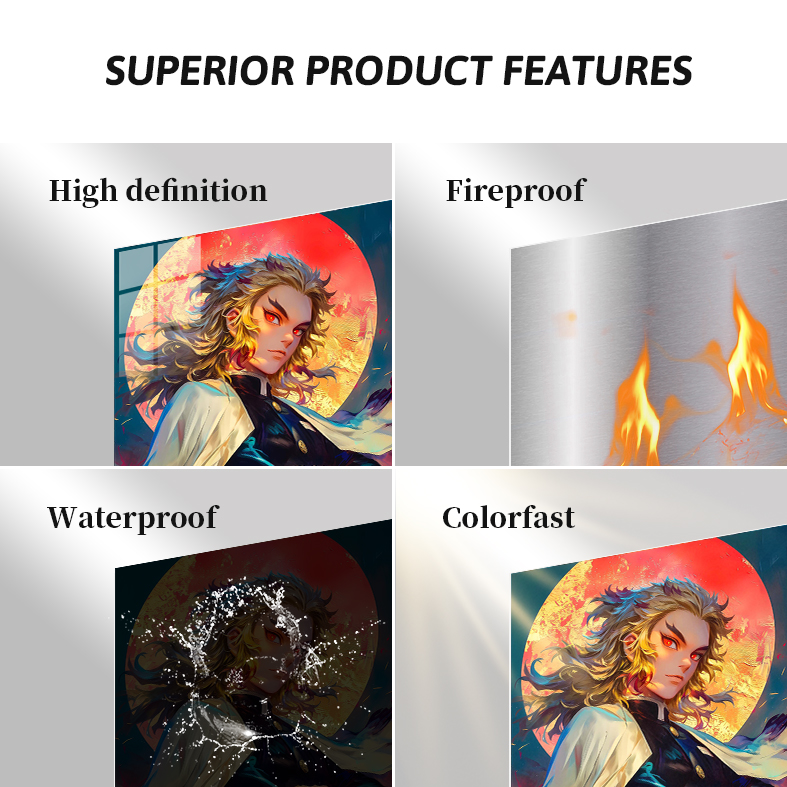 SUPERIOR PRODUCT FEATURES
High definition
Fireproof
Waterproof
Colorfast